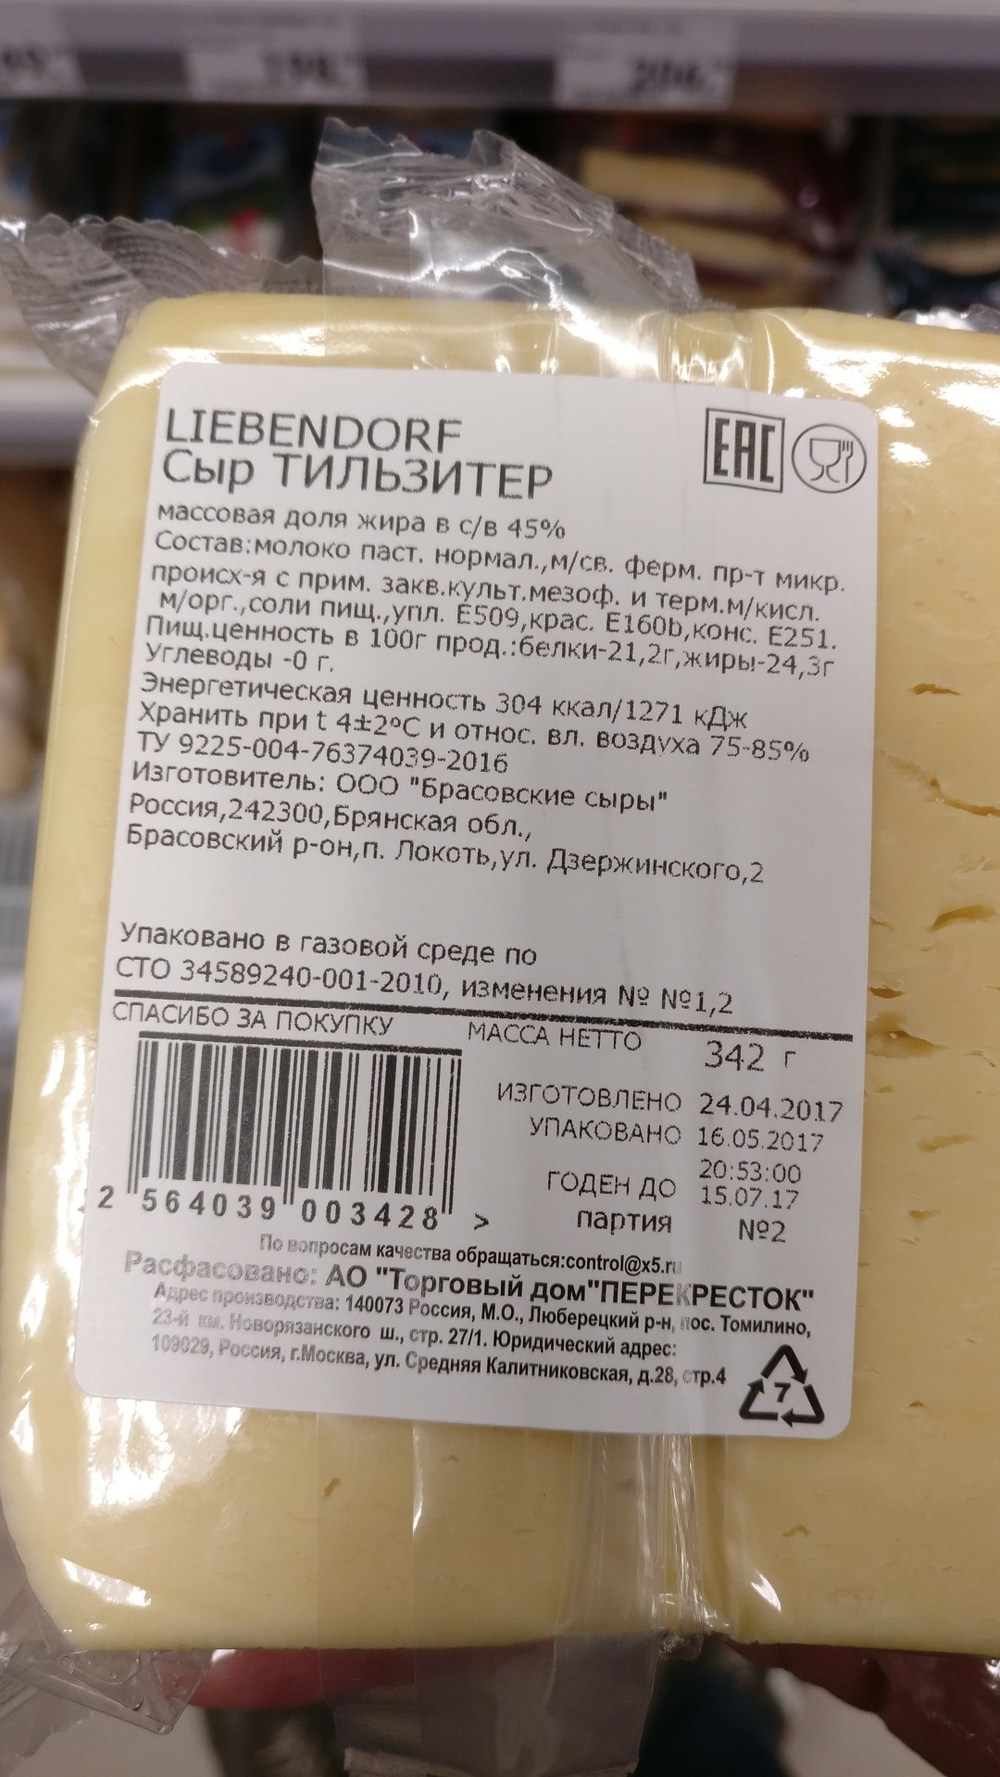 LIEBENDORF
Сыр ТИЛЬЗИТЕР
EAC
массовая доля жира в с/в 45%
Состав:молоко паст. нормал.,м/св. ферм. пр-т микр.
происх-я с прим. закв.культ.мезоф. и терм.м/кисл.
м/орг.,соли пищ.,упл. Е509,крас. Е160b,конс. Е251.
Пищ.ценность в 100г прод.:белки-21,2г,жиры-24,3г
Углеводы -0 г.
Энергетическая ценность 304 ккал/1271 кДж
Хранить при t 4±2ºС и относ. вл. воздуха 75-85%
ТУ 9225-004-76374039-2016
Изготовитель: ООО "Брасовские сыры"
Россия,242300,Брянская обл.,
Брасовский р-он,п. Локоть,ул. Дзержинского,2
Упаковано в газовой среде по
СТО 34589240-001-2010, изменения № №1,2
СПАСИБО ЗА ПОКУПКУ
МАССА НЕТТО 342 г
ИЗГОТОВЛЕНО 24.04.2017
УПАКОВАНО 16.05.2017
20:53:00
ГОДЕН ДО 15.07.17
партия №2
2 564039 003428 >
По вопросам качества обращаться:control@x5.ru
Расфасовано: АО "Торговый дом"ПЕРЕКРЕСТОК"
Адрес производства: 140073 Россия, М.О., Люберецкий р-н, пос. Томилино,
23-й км. Новорязанского ш., стр. 27/1. Юридический адрес:
109029, Россия, г.Москва, ул. Средняя Калитниковская, д.28, стр.4
7